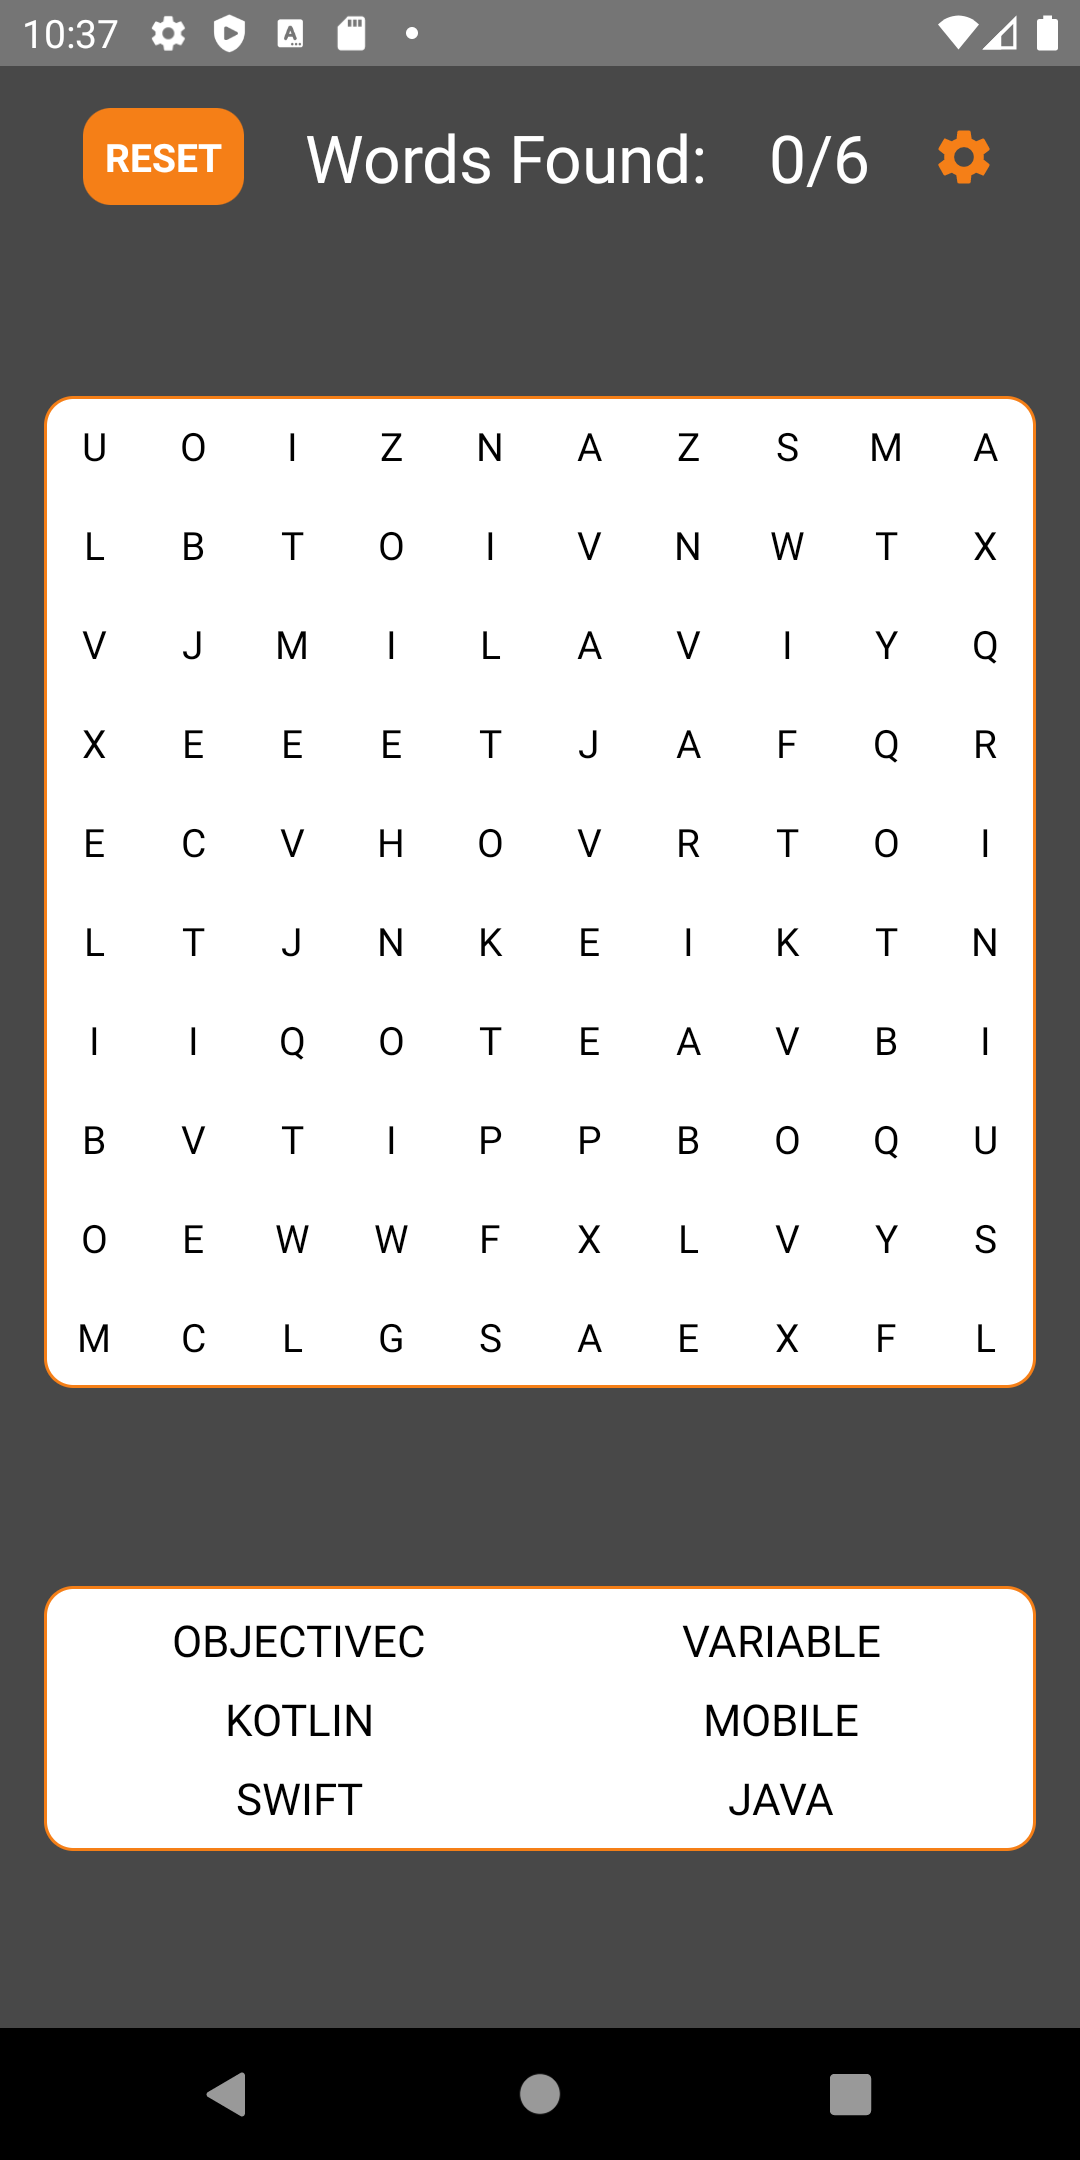 10:37
RESET Words Found: 0/6
U O I Z N A Z S M A
L B T O I V N W T X
V J M I L A V I Y Q
X E E E T J A F Q R
E C V H O V R T O I
L T J N K E I K T N
I I Q O T E A V B I
B V T I P P B O Q U
O E W W F X L V Y S
M C L G S A E X F L
OBJECTIVEC VARIABLE
KOTLIN MOBILE
SWIFT JAVA